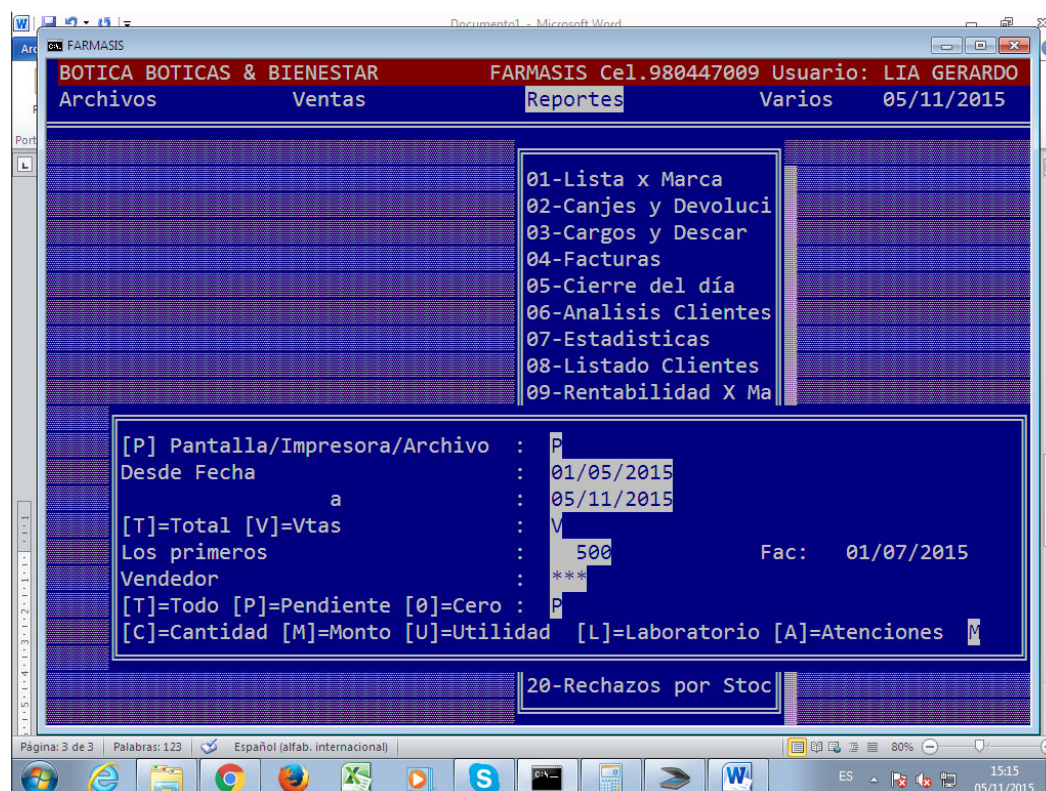 Documento1 - Microsoft Word
FARMASIS
BOTICA BOTICAS & BIENESTAR FARMASIS Cel.980447009 Usuario: LIA GERARDO
Archivos Ventas Reportes Varios 05/11/2015
01-Lista x Marca
02-Canjes y Devoluci
03-Cargos y Descar
04-Facturas
05-Cierre del día
06-Analisis Clientes
07-Estadisticas
08-Listado Clientes
09-Rentabilidad X Ma
[P] Pantalla/Impresora/Archivo : P
Desde Fecha : 01/05/2015
a : 05/11/2015
[T]=Total [V]=Vtas : V
Los primeros : 500 Fac: 01/07/2015
Vendedor : ***
[T]=Todo [P]=Pendiente [0]=Cero : P
[C]=Cantidad [M]=Monto [U]=Utilidad [L]=Laboratorio [A]=Atenciones M
20-Rechazos por Stoc
Página: 3 de 3 Palabras: 123 Español (alfab. internacional) 80%
ES 15:15
05/11/2015